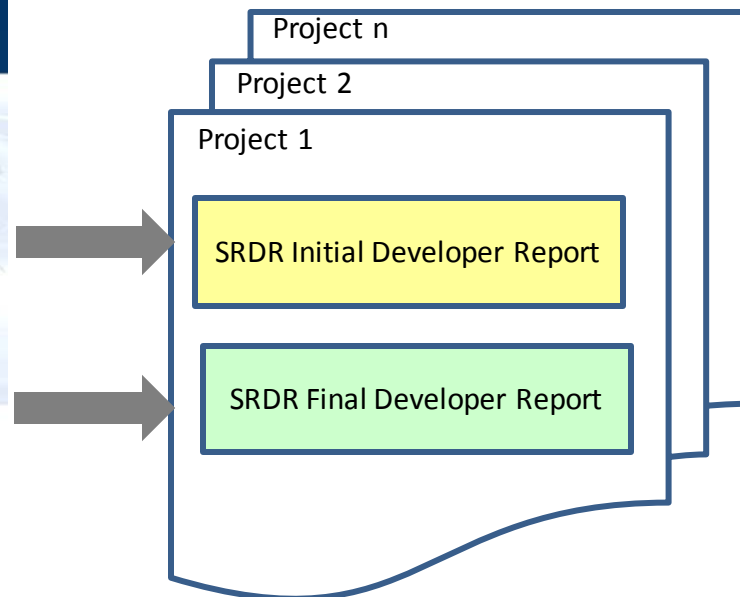 Project n
Project 2
Project 1
SRDR Initial Developer Report
SRDR Final Developer Report